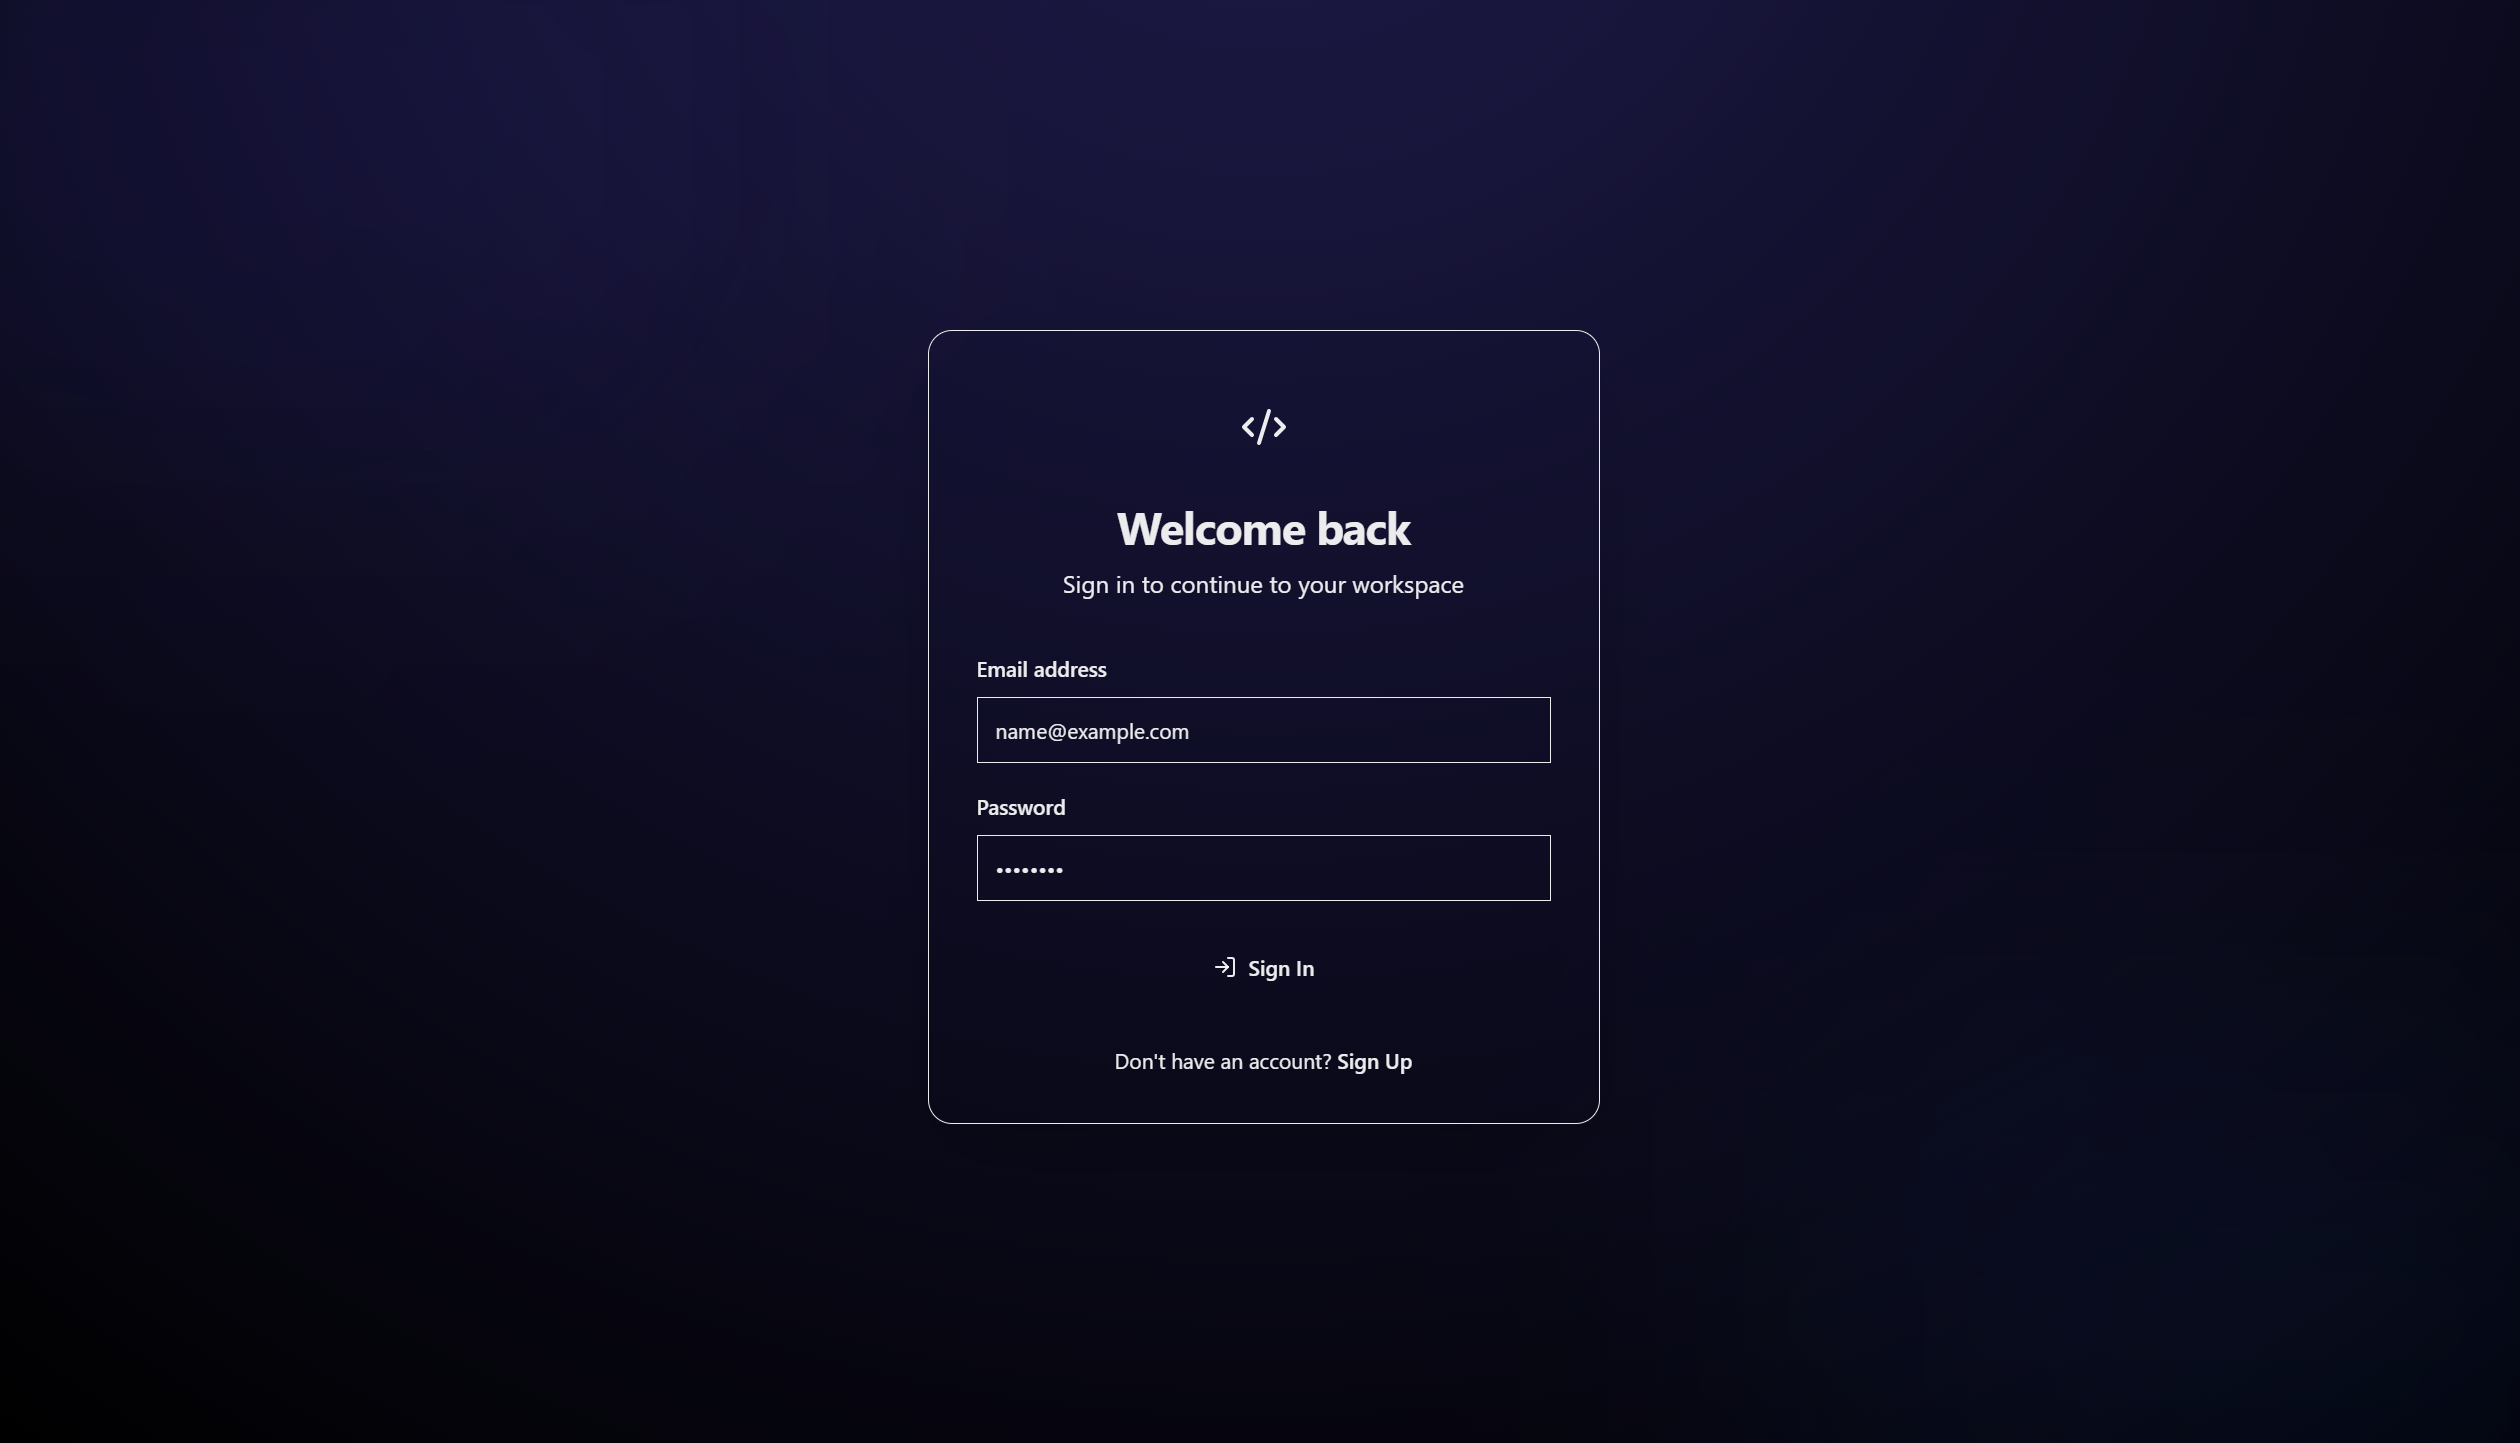 </>
Welcome back
Sign in to continue to your workspace
Email address
name@example.com
Password
••••••••
Sign In
Don't have an account? Sign Up